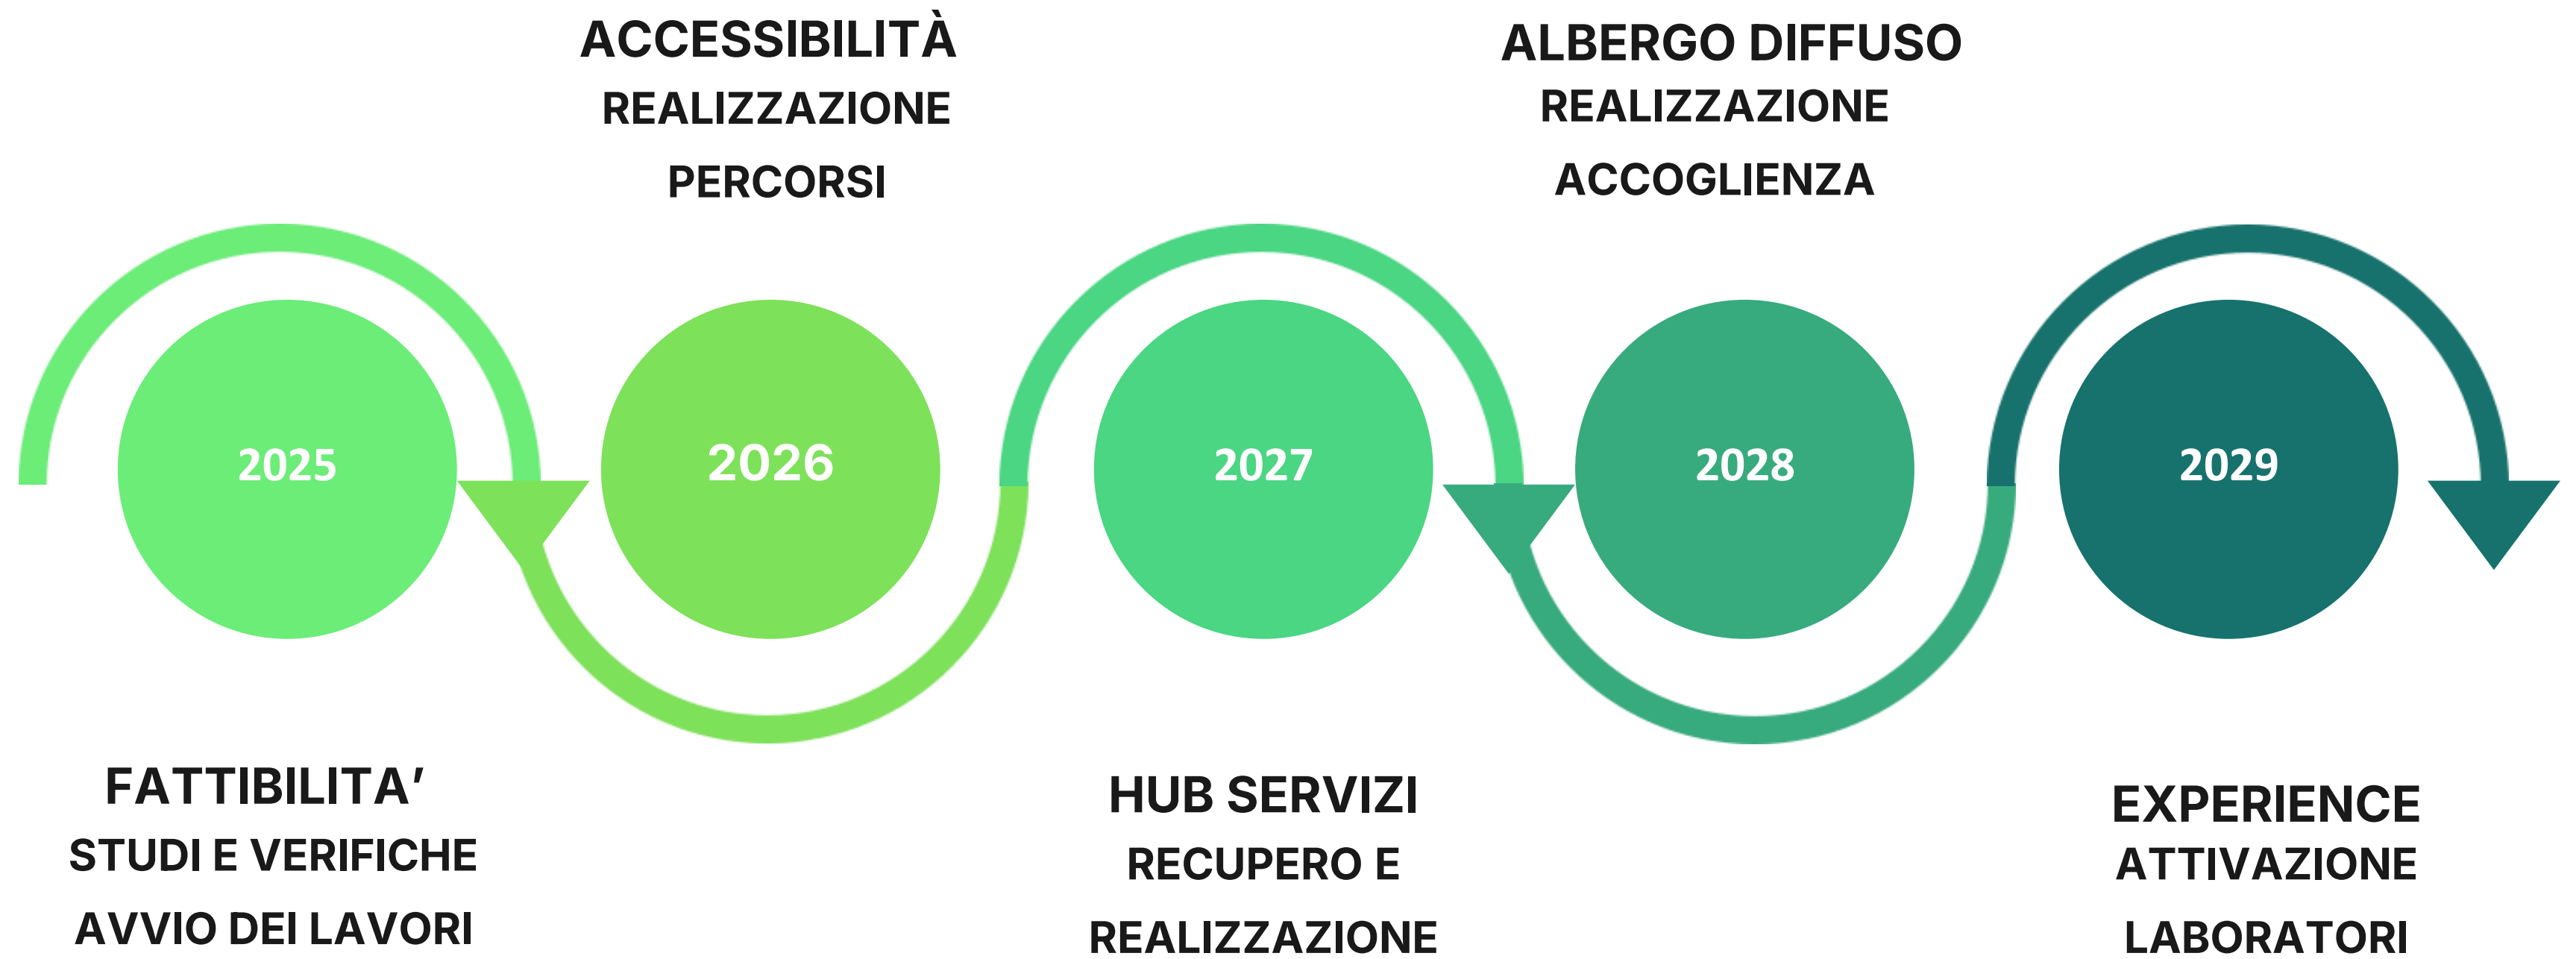 ACCESSIBILITÀ
REALIZZAZIONE
PERCORSI
ALBERGO DIFFUSO
REALIZZAZIONE
ACCOGLIENZA
2025
2026
2027
2028
2029
FATTIBILITA’
STUDI E VERIFICHE
AVVIO DEI LAVORI
HUB SERVIZI
RECUPERO E
REALIZZAZIONE
EXPERIENCE
ATTIVAZIONE
LABORATORI